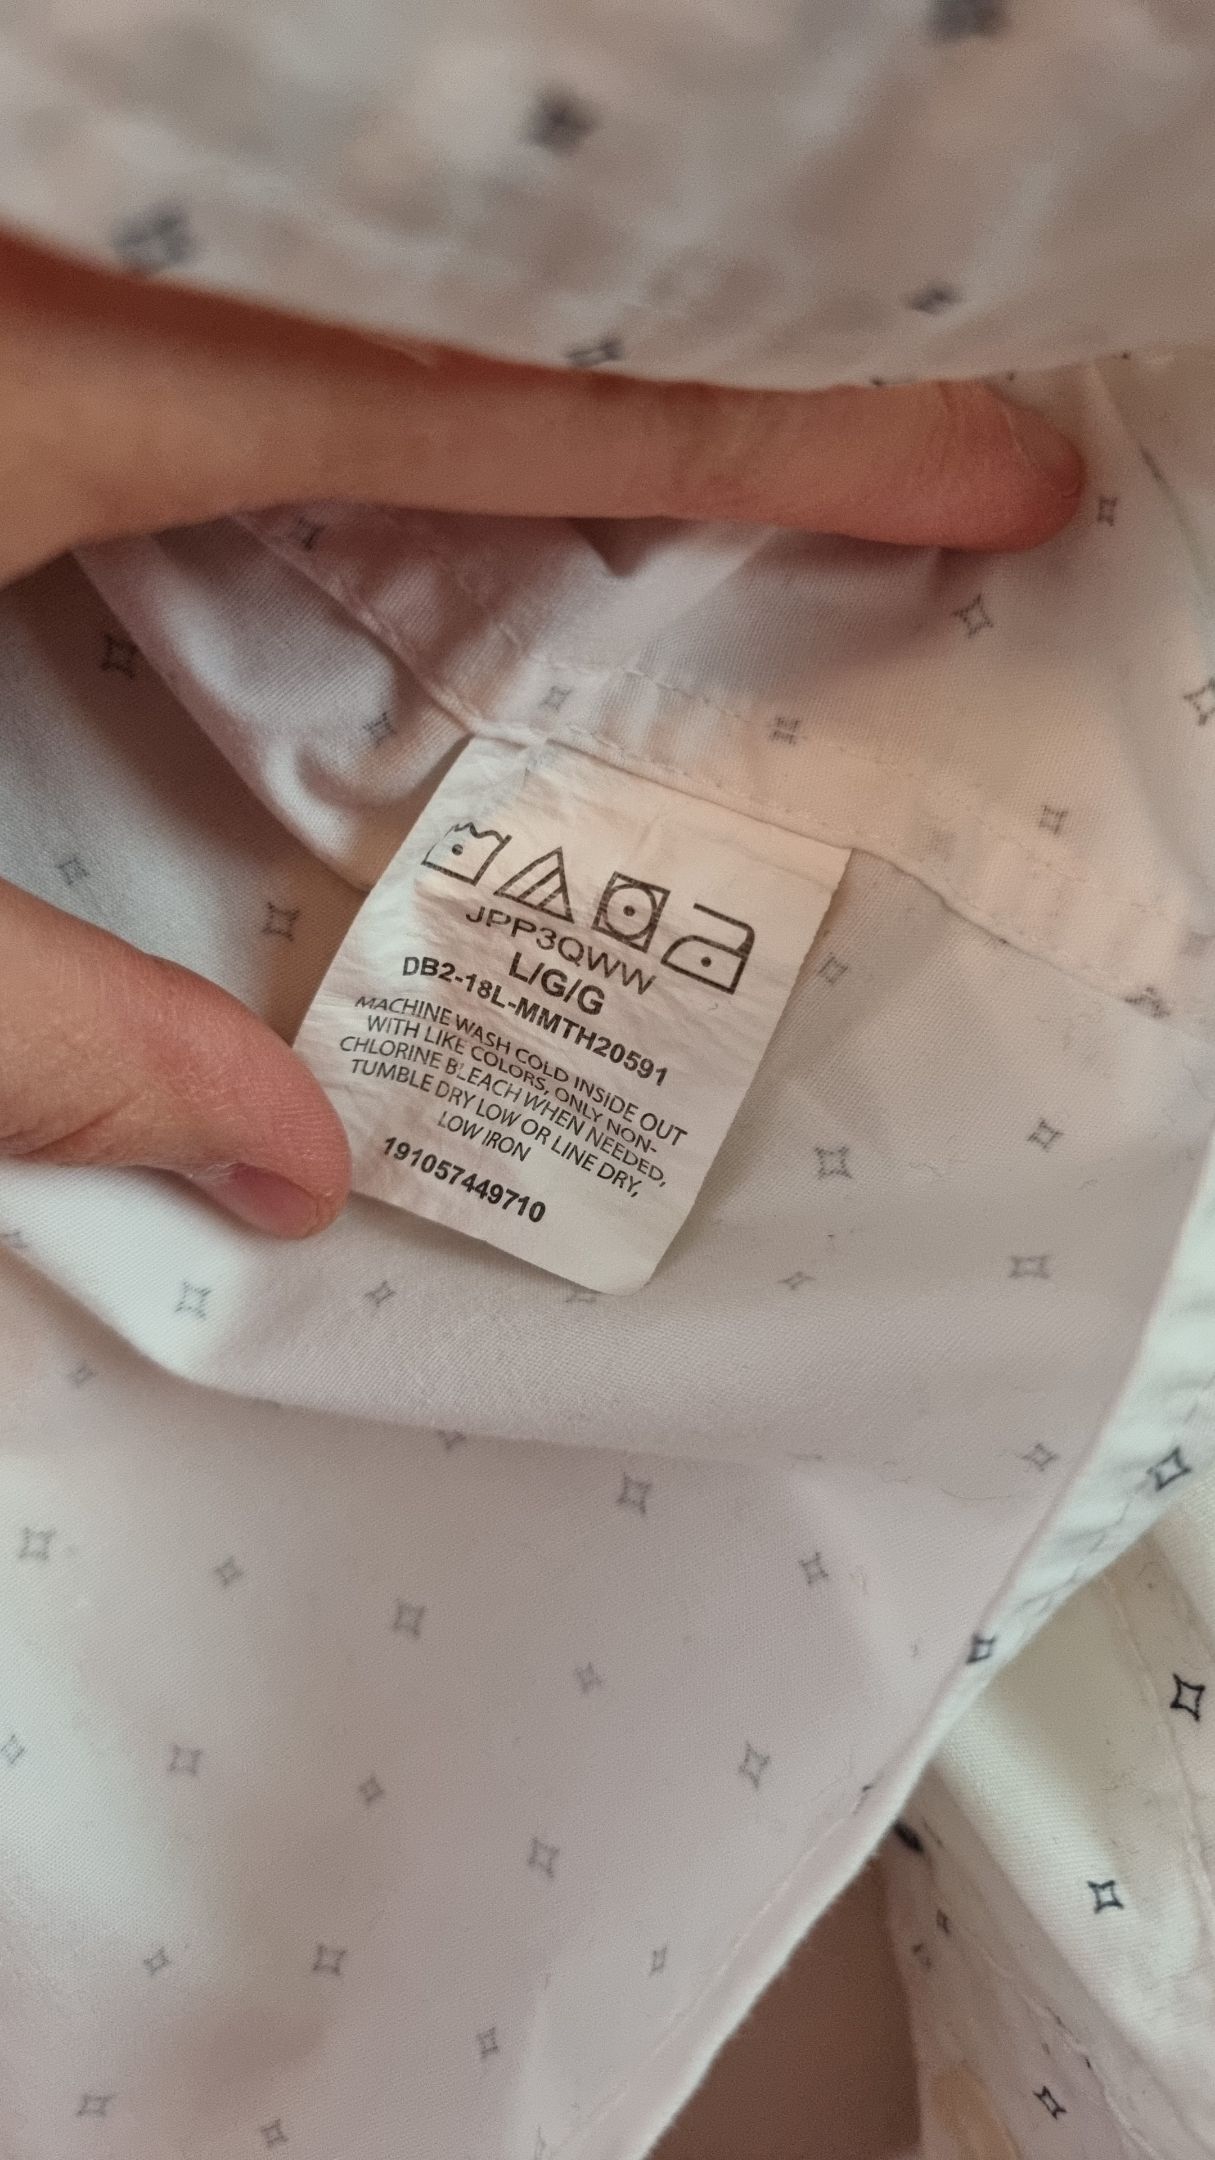 JPP3QWW
L/G/G
DB2-18L-MMTH20591
MACHINE WASH COLD INSIDE OUT
WITH LIKE COLORS, ONLY NON-
CHLORINE BLEACH WHEN NEEDED,
TUMBLE DRY LOW OR LINE DRY,
LOW IRON
191057449710